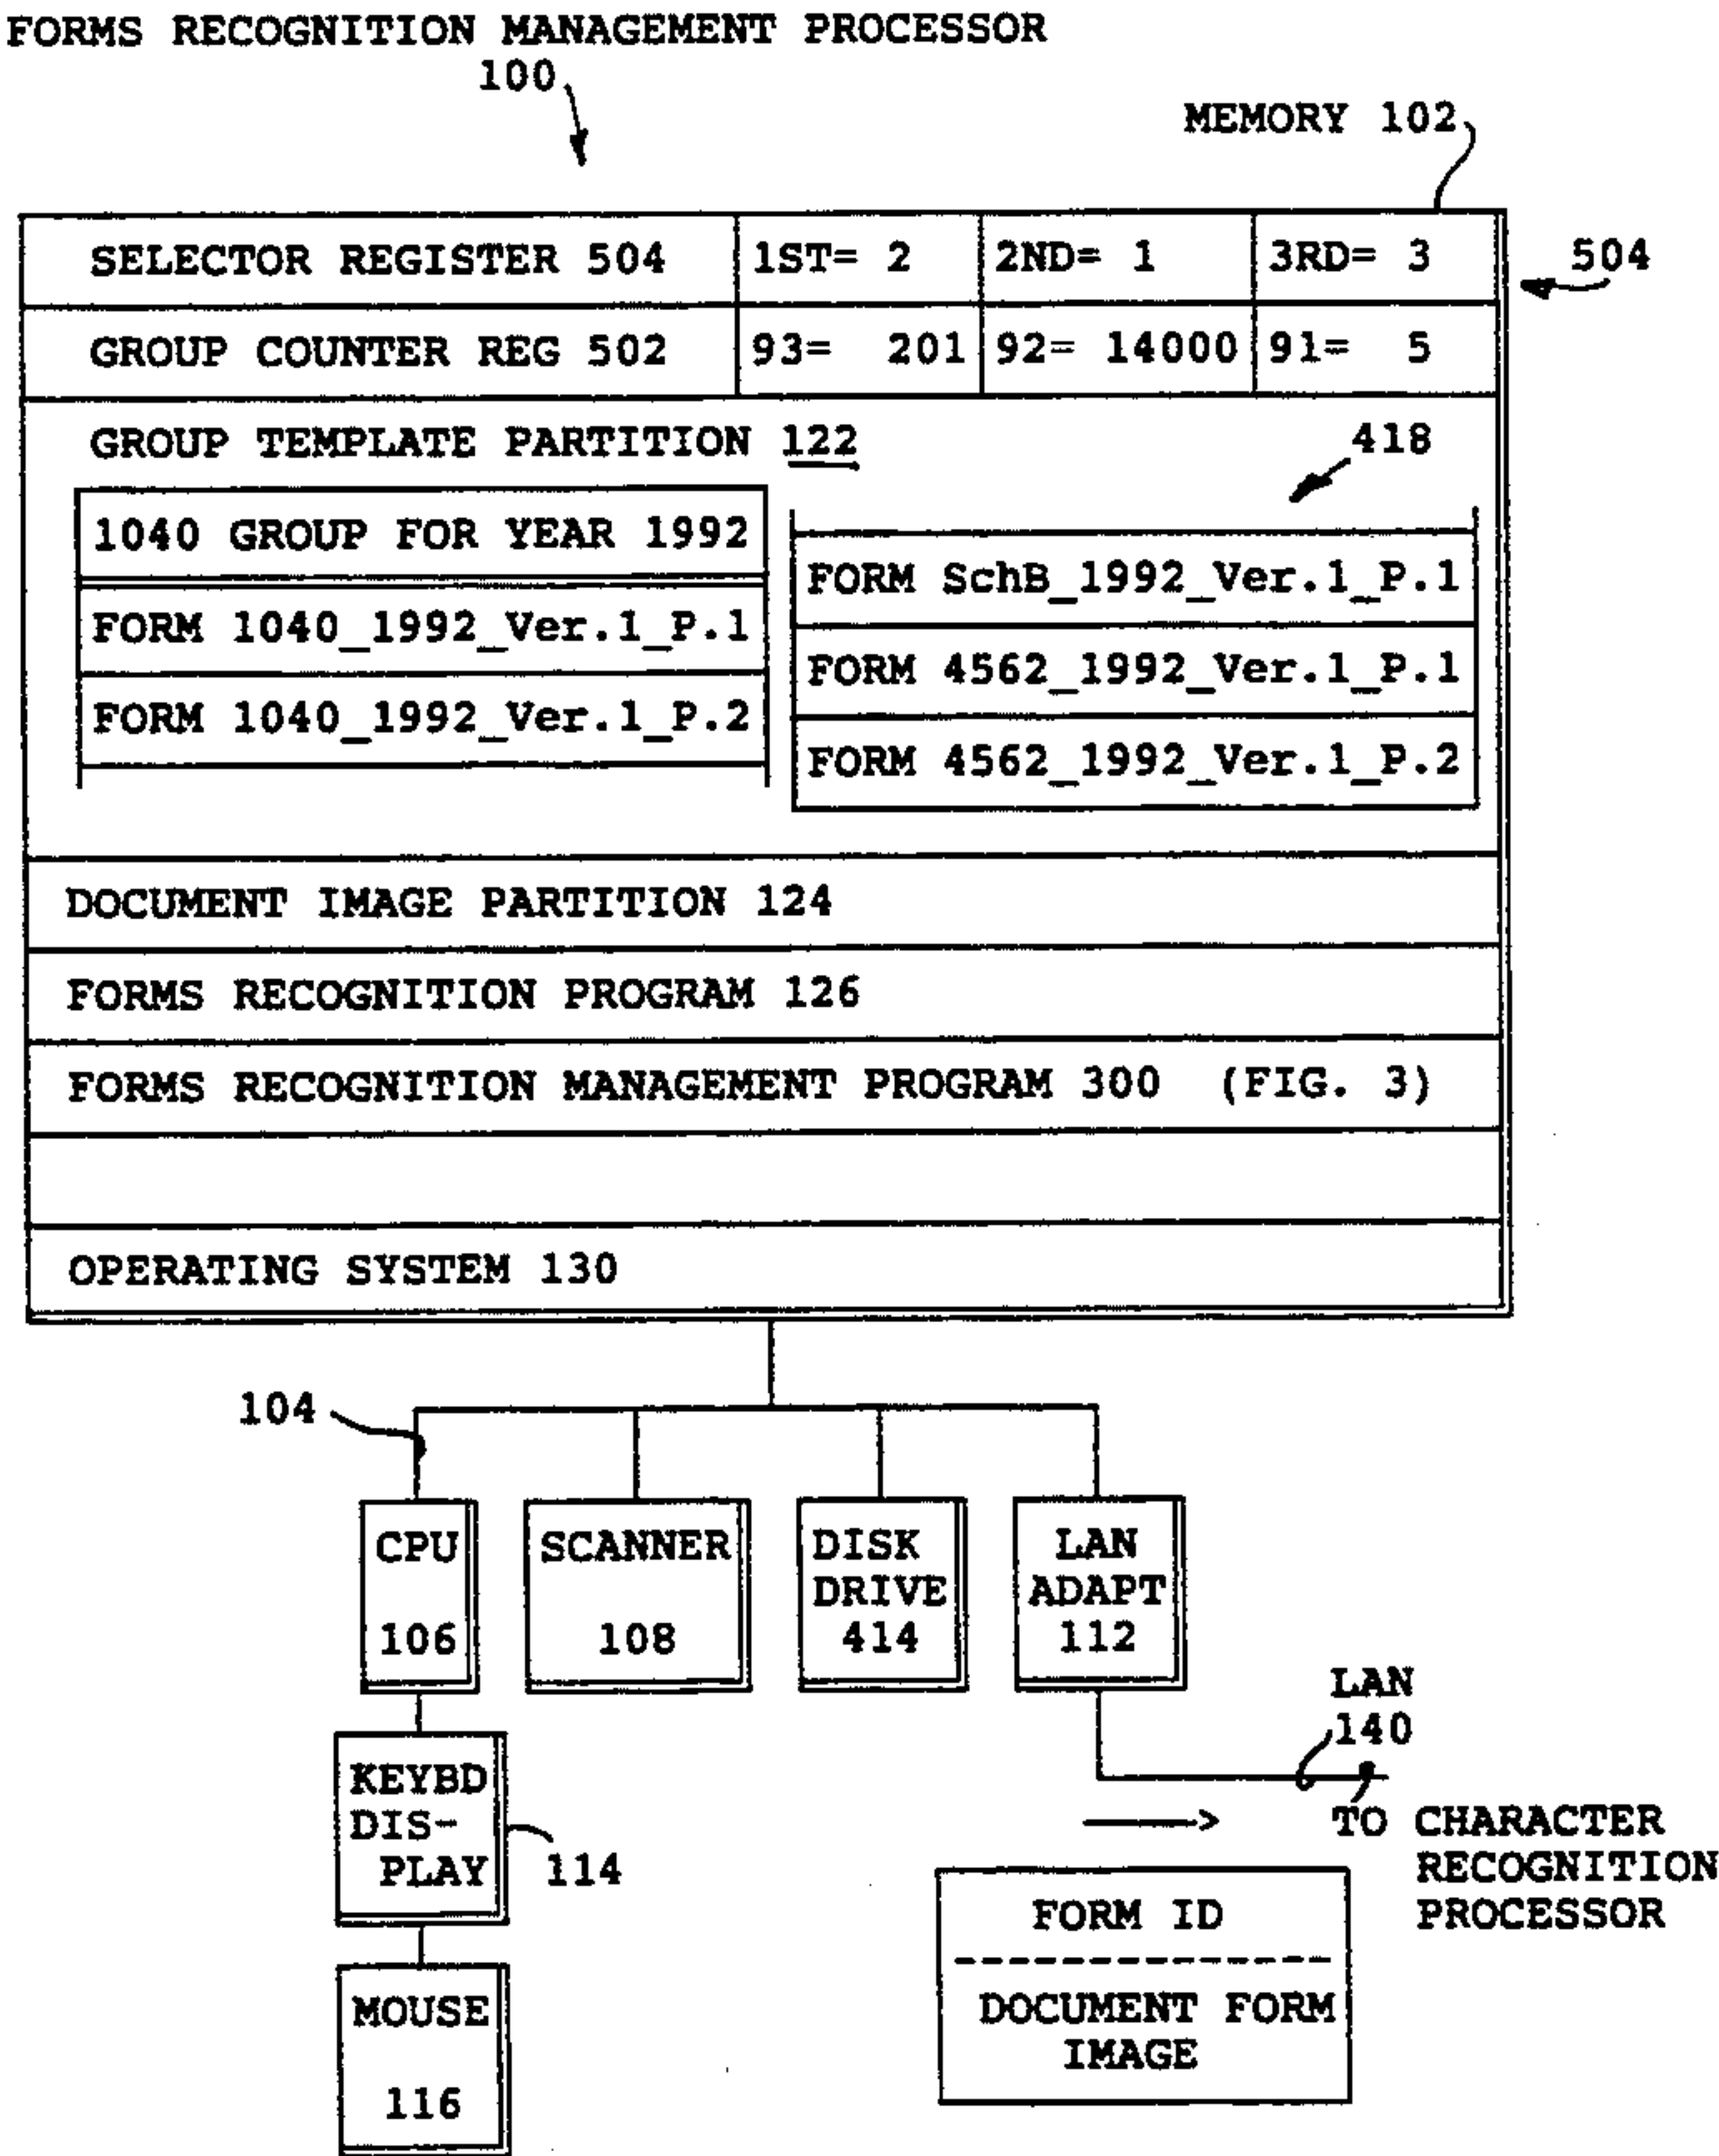 FORMS RECOGNITION MANAGEMENT PROCESSOR
100
MEMORY 102
SELECTOR REGISTER 504 1ST= 2 2ND= 1 3RD= 3
504
GROUP COUNTER REG 502 93= 201 92= 14000 91= 5
GROUP TEMPLATE PARTITION 122
418
1040 GROUP FOR YEAR 1992
FORM 1040_1992_Ver.1_P.1
FORM 1040_1992_Ver.1_P.2
FORM SchB_1992_Ver.1_P.1
FORM 4562_1992_Ver.1_P.1
FORM 4562_1992_Ver.1_P.2
DOCUMENT IMAGE PARTITION 124
FORMS RECOGNITION PROGRAM 126
FORMS RECOGNITION MANAGEMENT PROGRAM 300 (FIG. 3)
OPERATING SYSTEM 130
104
CPU
106
SCANNER
108
DISK
DRIVE
414
LAN
ADAPT
112
KEYBD
DIS-
PLAY
114
MOUSE
116
LAN
140
TO CHARACTER
RECOGNITION
PROCESSOR
FORM ID
DOCUMENT FORM
IMAGE